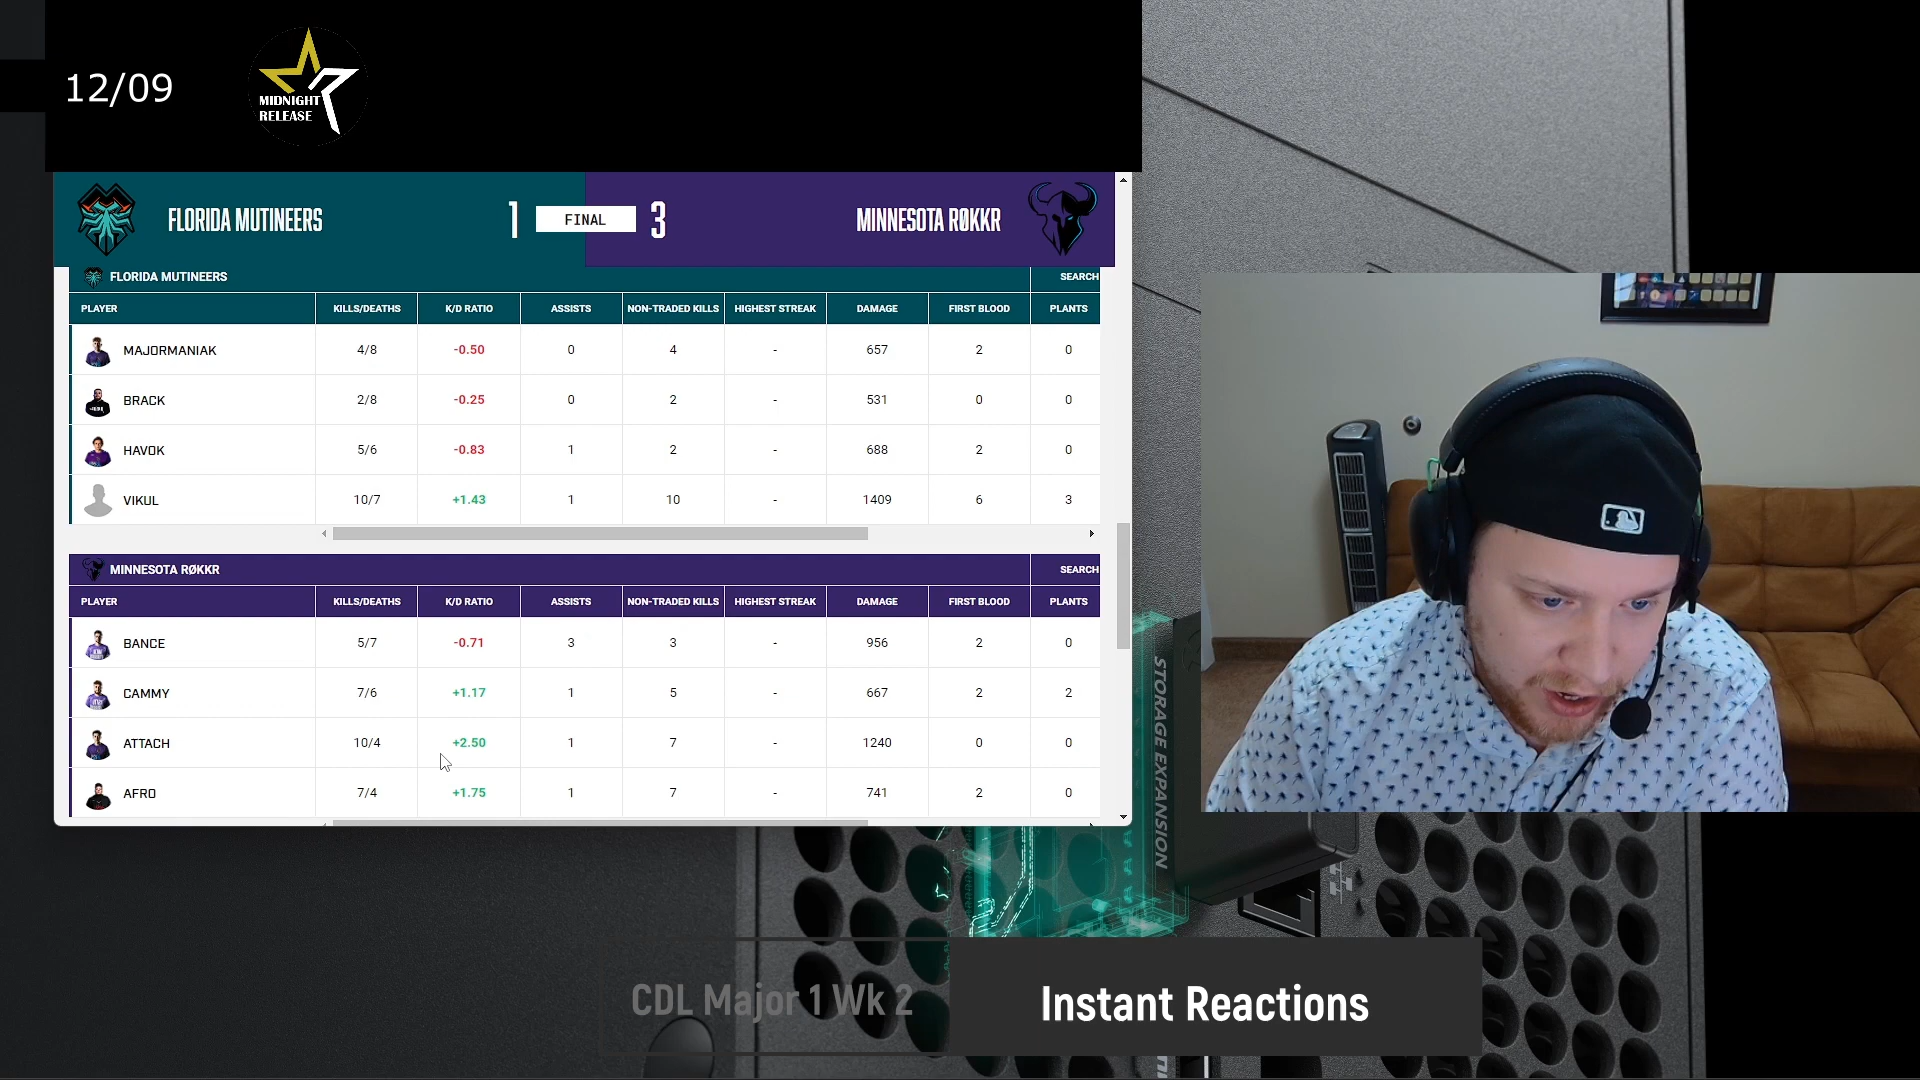 12/09
MIDNIGHT
RELEASE
FLORIDA MUTINEERS 1 FINAL 3 MINNESOTA RØKKR
FLORIDA MUTINEERS SEARCH
PLAYER KILLS/DEATHS K/D RATIO ASSISTS NON-TRADED KILLS HIGHEST STREAK DAMAGE FIRST BLOOD PLANTS
MAJORMANIAK 4/8 -0.50 0 4 - 657 2 0
BRACK 2/8 -0.25 0 2 - 531 0 0
HAVOK 5/6 -0.83 1 2 - 688 2 0
VIKUL 10/7 +1.43 1 10 - 1409 6 3
MINNESOTA RØKKR SEARCH
PLAYER KILLS/DEATHS K/D RATIO ASSISTS NON-TRADED KILLS HIGHEST STREAK DAMAGE FIRST BLOOD PLANTS
BANCE 5/7 -0.71 3 3 - 956 2 0
CAMMY 7/6 +1.17 1 5 - 667 2 2
ATTACH 10/4 +2.50 1 7 - 1240 0 0
AFRO 7/4 +1.75 1 7 - 741 2 0
STORAGE EXPANSION
CDL Major 1 Wk 2
Instant Reactions